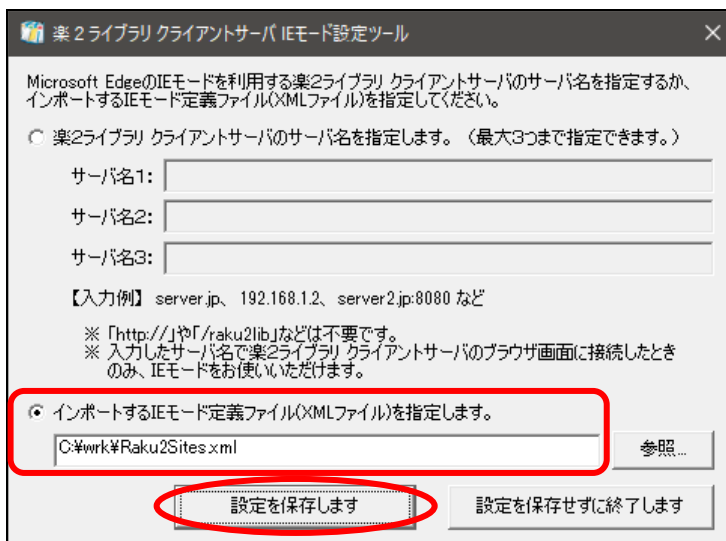 楽2ライブラリ クライアントサーバ IEモード設定ツール
Microsoft EdgeのIEモードを利用する楽2ライブラリ クライアントサーバのサーバ名を指定するか、
インポートするIEモード定義ファイル(XMLファイル)を指定してください。
楽2ライブラリ クライアントサーバのサーバ名を指定します。（最大3つまで指定できます。）
サーバ名1:
サーバ名2:
サーバ名3:
【入力例】 server.jp、 192.168.1.2、 server2.jp:8080 など
※ 「http://」や「/raku2lib」などは不要です。
※ 入力したサーバ名で楽2ライブラリ クライアントサーバのブラウザ画面に接続したとき
のみ、IEモードをお使いいただけます。
インポートするIEモード定義ファイル(XMLファイル)を指定します。
C:¥wrk¥Raku2Sites.xml
参照...
設定を保存します
設定を保存せずに終了します